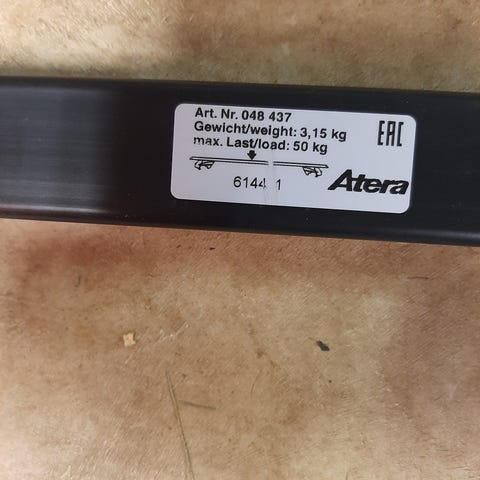 Art. Nr. 048 437
Gewicht/weight: 3,15 kg
max. Last/load: 50 kg
EAC
Atera